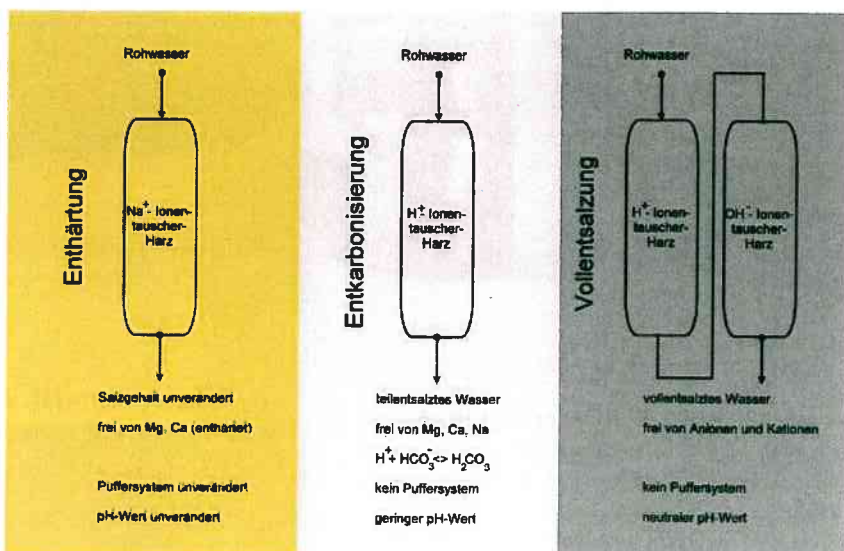 Rohwasser
Enthärtung
Na+- Ionen-
tauscher-
Harz
Salzgehalt unverändert
frei von Mg, Ca (enthärtet)
Puffersystem unverändert
pH-Wert unverändert
Rohwasser
Entkarbonisierung
H+- Ionen-
tauscher-
Harz
teilentsalztes Wasser
frei von Mg, Ca, Na
H+ + HCO3- <> H2CO3
kein Puffersystem
geringer pH-Wert
Rohwasser
Vollentsalzung
H+- Ionen-
tauscher-
Harz
OH-- Ionen-
tauscher-
Harz
vollentsalztes Wasser
frei von Anionen und Kationen
kein Puffersystem
neutraler pH-Wert